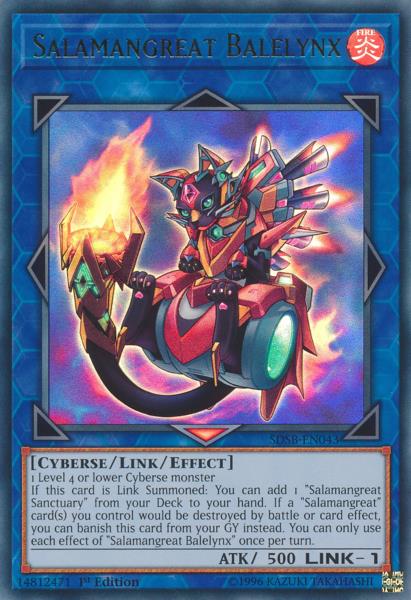 SALAMANGREAT BALELYNX
FIRE
炎
SDSB-EN043
[CYBERSE/LINK/EFFECT]
1 Level 4 or lower Cyberse monster
If this card is Link Summoned: You can add 1 "Salamangreat
Sanctuary" from your Deck to your hand. If a "Salamangreat"
card(s) you control would be destroyed by battle or card effect,
you can banish this card from your GY instead. You can only use
each effect of "Salamangreat Balelynx" once per turn.
ATK/ 500 LINK-1
14812471 1st Edition ©1996 KAZUKI TAKAHASHI